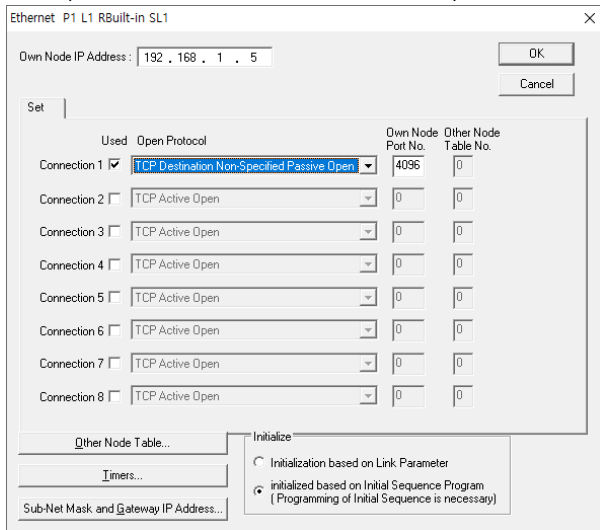 Ethernet P1 L1 RBuilt-in SL1
Own Node IP Address : 192 . 168 . 1 . 5
OK
Cancel
Set
Used Open Protocol Own Node Port No. Other Node Table No.
Connection 1 TCP Destination Non-Specified Passive Open 4096 0
Connection 2 TCP Active Open 0 0
Connection 3 TCP Active Open 0 0
Connection 4 TCP Active Open 0 0
Connection 5 TCP Active Open 0 0
Connection 6 TCP Active Open 0 0
Connection 7 TCP Active Open 0 0
Connection 8 TCP Active Open 0 0
Other Node Table...
Timers...
Sub-Net Mask and Gateway IP Address...
Initialize
Initialization based on Link Parameter
initialized based on Initial Sequence Program
( Programming of Initial Sequence is necessary)